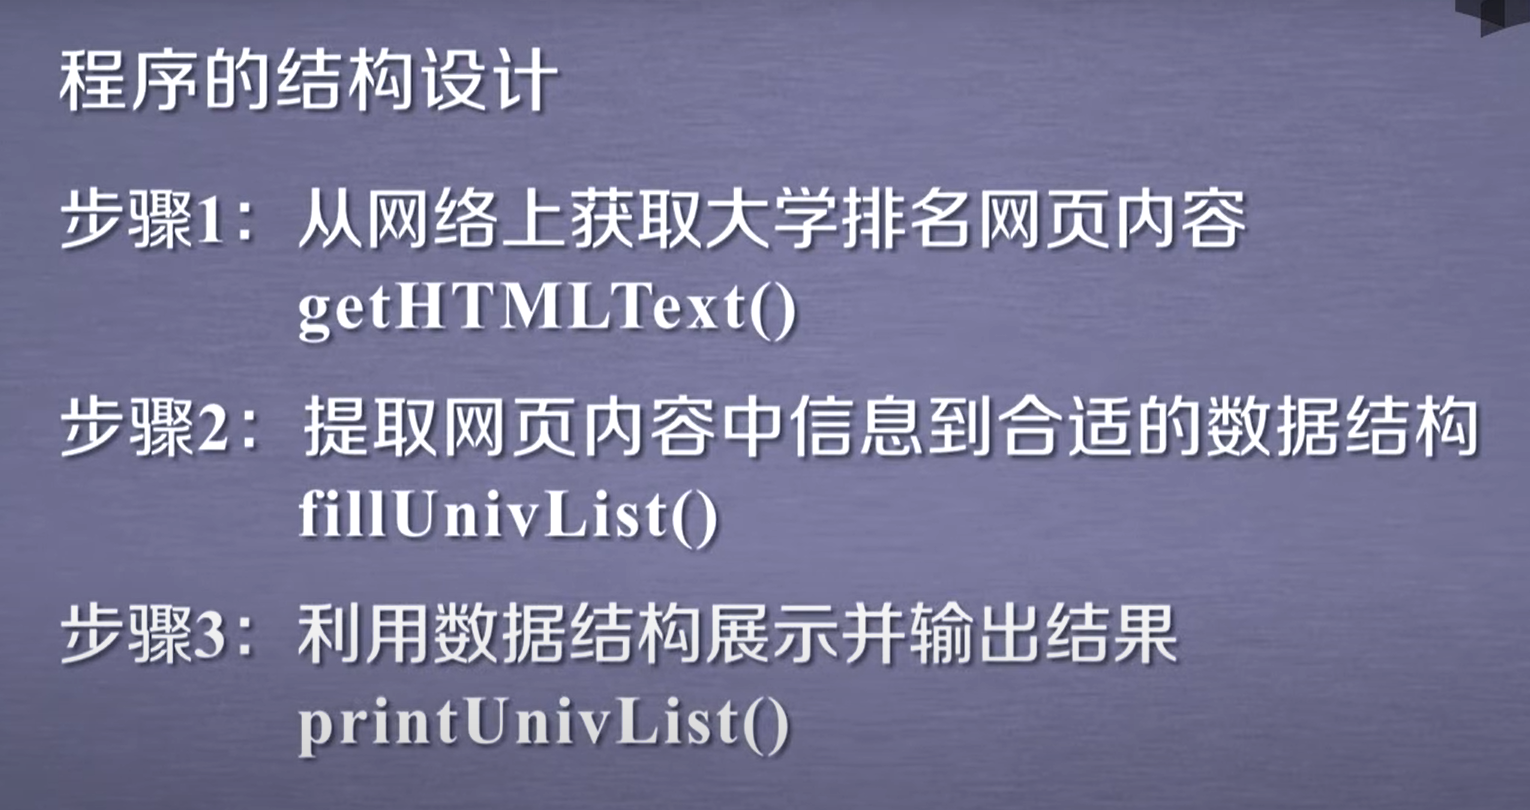 程序的结构设计
步骤1：从网络上获取大学排名网页内容
getHTMLText()
步骤2：提取网页内容中信息到合适的数据结构
fillUnivList()
步骤3：利用数据结构展示并输出结果
printUnivList()